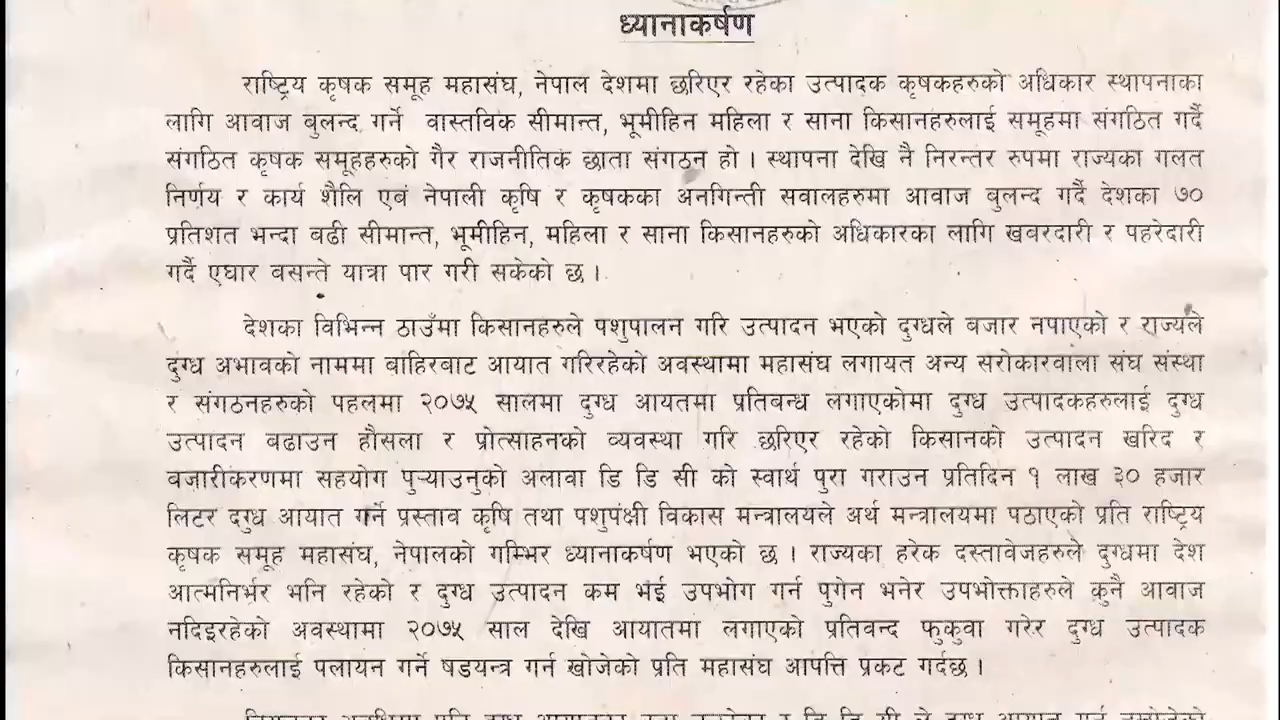 ध्यानाकर्षण
राष्ट्रिय कृषक समूह महासंघ, नेपाल देशमा छरिएर रहेका उत्पादक कृषकहरुको अधिकार स्थापनाका
लागि आवाज बुलन्द गर्ने वास्तविक सीमान्त, भूमीहिन महिला र साना किसानहरुलाई समूहमा संगठित गर्दै
संगठित कृषक समूहहरुको गैर राजनीतिक छाता संगठन हो । स्थापना देखि नै निरन्तर रुपमा राज्यका गलत
निर्णय र कार्य शैलि एवं नेपाली कृषि र कृषकका अनगिन्ती सवालहरुमा आवाज बुलन्द गर्दै देशका ७०
प्रतिशत भन्दा वढी सीमान्त, भूमीहिन, महिला र साना किसानहरुको अधिकारका लागि खवरदारी र पहरेदारी
गर्दै एघार वसन्ते यात्रा पार गरी सकेको छ ।
देशका विभिन्न ठाउँमा किसानहरुले पशुपालन गरि उत्पादन भएको दुग्धले बजार नपाएको र राज्यले
दुग्ध अभावको नाममा बाहिरबाट आयात गरिरहेको अवस्थामा महासंघ लगायत अन्य सरोकारवाला संघ संस्था
र संगठनहरुको पहलमा २०७५ सालमा दुग्ध आयतमा प्रतिबन्ध लगाएकोमा दुग्ध उत्पादकहरुलाई दुग्ध
उत्पादन बढाउन हौसला र प्रोत्साहनको व्यवस्था गरि छरिएर रहेको किसानको उत्पादन खरिद र
बजारीकरणमा सहयोग पुऱ्याउनुको अलावा डि डि सी को स्वार्थ पुरा गराउन प्रतिदिन १ लाख ३० हजार
लिटर दुग्ध आयात गर्ने प्रस्ताव कृषि तथा पशुपंक्षी विकास मन्त्रालयले अर्थ मन्त्रालयमा पठाएको प्रति राष्ट्रिय
कृषक समूह महासंघ, नेपालको गम्भिर ध्यानाकर्षण भएको छ । राज्यका हरेक दस्तावेजहरुले दुग्धमा देश
आत्मनिर्भर भनि रहेको र दुग्ध उत्पादन कम भई उपभोग गर्न पुगेन भनेर उपभोक्ताहरुले कुनै आवाज
नदिइरहेको अवस्थामा २०७५ साल देखि आयातमा लगाएको प्रतिवन्द फुकुवा गरेर दुग्ध उत्पादक
किसानहरुलाई पलायन गर्ने षडयन्त्र गर्न खोजेको प्रति महासंघ आपत्ति प्रकट गर्दछ ।